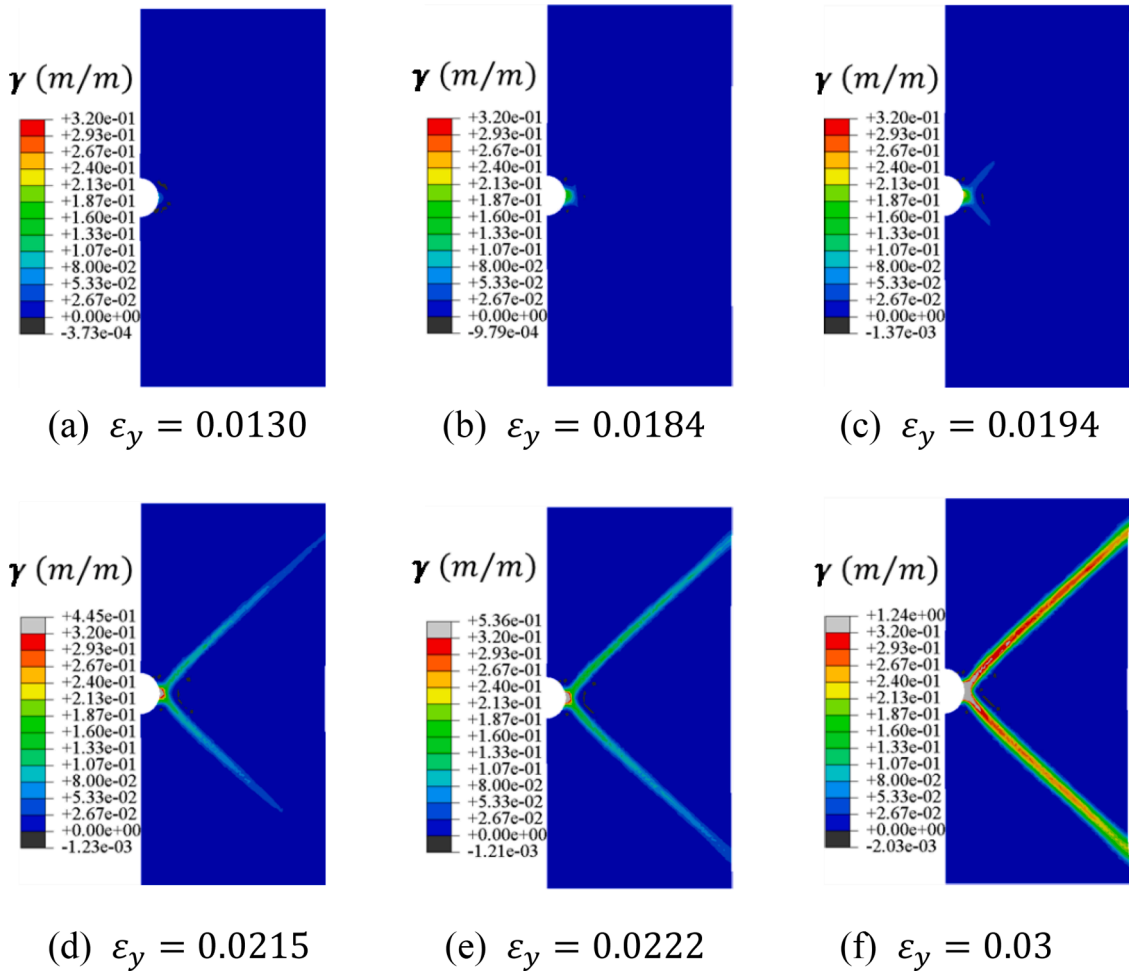 γ (m/m)
+3.20e-01
+2.93e-01
+2.67e-01
+2.40e-01
+2.13e-01
+1.87e-01
+1.60e-01
+1.33e-01
+1.07e-01
+8.00e-02
+5.33e-02
+2.67e-02
+0.00e+00
-3.73e-04
(a) εy = 0.0130
γ (m/m)
+3.20e-01
+2.93e-01
+2.67e-01
+2.40e-01
+2.13e-01
+1.87e-01
+1.60e-01
+1.33e-01
+1.07e-01
+8.00e-02
+5.33e-02
+2.67e-02
+0.00e+00
-9.79e-04
(b) εy = 0.0184
γ (m/m)
+3.20e-01
+2.93e-01
+2.67e-01
+2.40e-01
+2.13e-01
+1.87e-01
+1.60e-01
+1.33e-01
+1.07e-01
+8.00e-02
+5.33e-02
+2.67e-02
+0.00e+00
-1.37e-03
(c) εy = 0.0194
γ (m/m)
+4.45e-01
+3.20e-01
+2.93e-01
+2.67e-01
+2.40e-01
+2.13e-01
+1.87e-01
+1.60e-01
+1.33e-01
+1.07e-01
+8.00e-02
+5.33e-02
+2.67e-02
+0.00e+00
-1.23e-03
(d) εy = 0.0215
γ (m/m)
+5.36e-01
+3.20e-01
+2.93e-01
+2.67e-01
+2.40e-01
+2.13e-01
+1.87e-01
+1.60e-01
+1.33e-01
+1.07e-01
+8.00e-02
+5.33e-02
+2.67e-02
+0.00e+00
-1.21e-03
(e) εy = 0.0222
γ (m/m)
+1.24e+00
+3.20e-01
+2.93e-01
+2.67e-01
+2.40e-01
+2.13e-01
+1.87e-01
+1.60e-01
+1.33e-01
+1.07e-01
+8.00e-02
+5.33e-02
+2.67e-02
+0.00e+00
-2.03e-03
(f) εy = 0.03